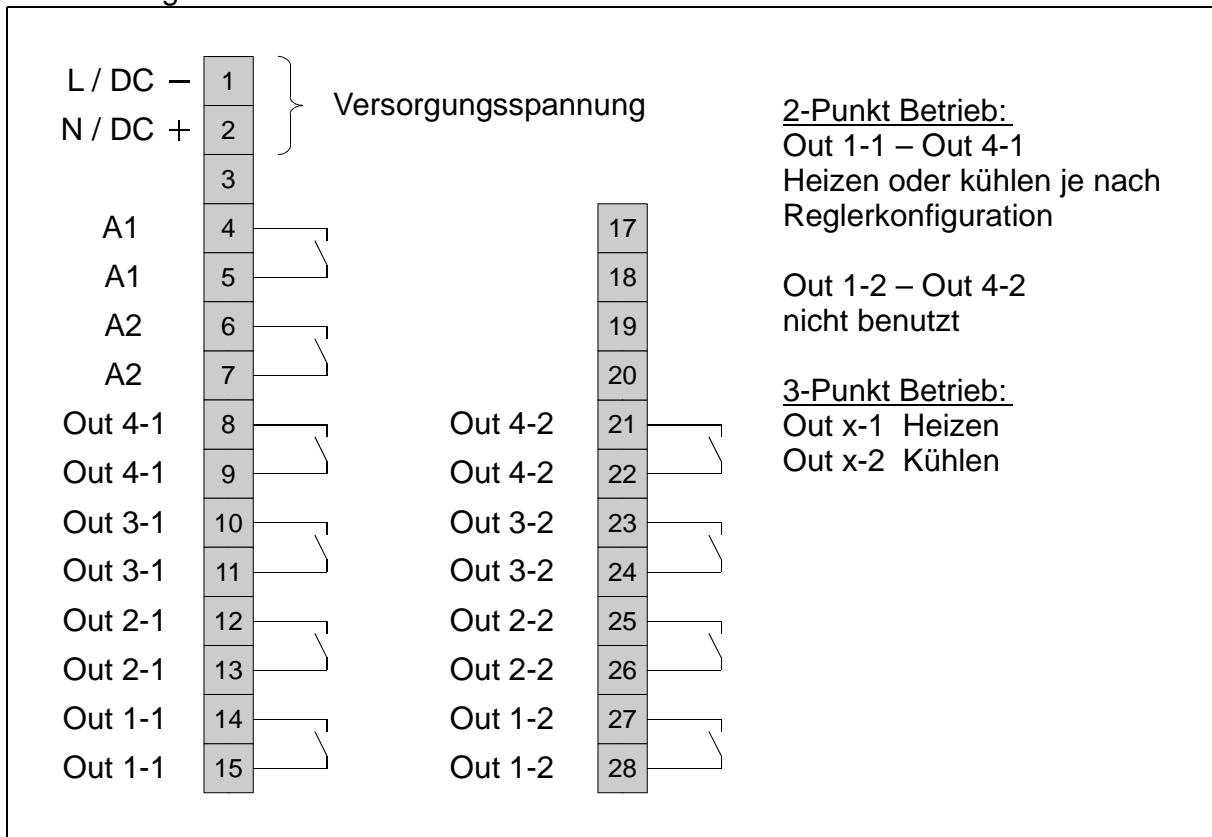 L / DC − 1
N / DC + 2
Versorgungsspannung
3
A1 4
A1 5
A2 6
A2 7
Out 4-1 8
Out 4-1 9
Out 3-1 10
Out 3-1 11
Out 2-1 12
Out 2-1 13
Out 1-1 14
Out 1-1 15
17
18
19
20
Out 4-2 21
Out 4-2 22
Out 3-2 23
Out 3-2 24
Out 2-2 25
Out 2-2 26
Out 1-2 27
Out 1-2 28
2-Punkt Betrieb:
Out 1-1 – Out 4-1
Heizen oder kühlen je nach
Reglerkonfiguration
Out 1-2 – Out 4-2
nicht benutzt
3-Punkt Betrieb:
Out x-1 Heizen
Out x-2 Kühlen